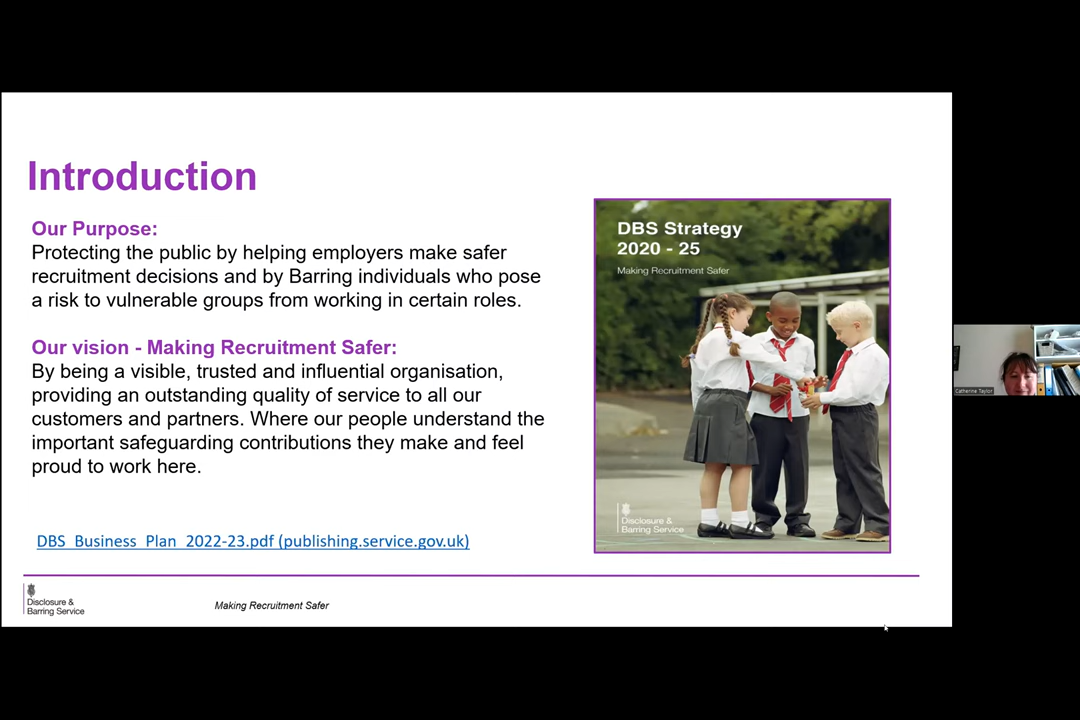 Introduction
Our Purpose:
Protecting the public by helping employers make safer
recruitment decisions and by Barring individuals who pose
a risk to vulnerable groups from working in certain roles.
Our vision - Making Recruitment Safer:
By being a visible, trusted and influential organisation,
providing an outstanding quality of service to all our
customers and partners. Where our people understand the
important safeguarding contributions they make and feel
proud to work here.
DBS_Business_Plan_2022-23.pdf (publishing.service.gov.uk)
DBS Strategy
2020 - 25
Making Recruitment Safer
Disclosure &
Barring Service
Disclosure &
Barring Service
Making Recruitment Safer
Catherine Taylor